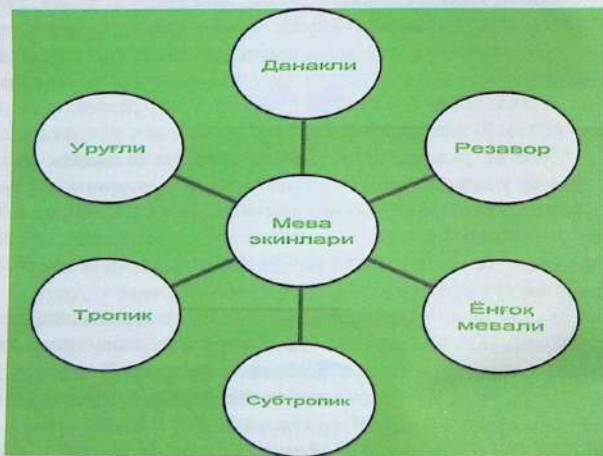 Данакли
Уруғли
Резавор
Мева
экинлари
Тропик
Ёнғоқ
мевали
Субтропик